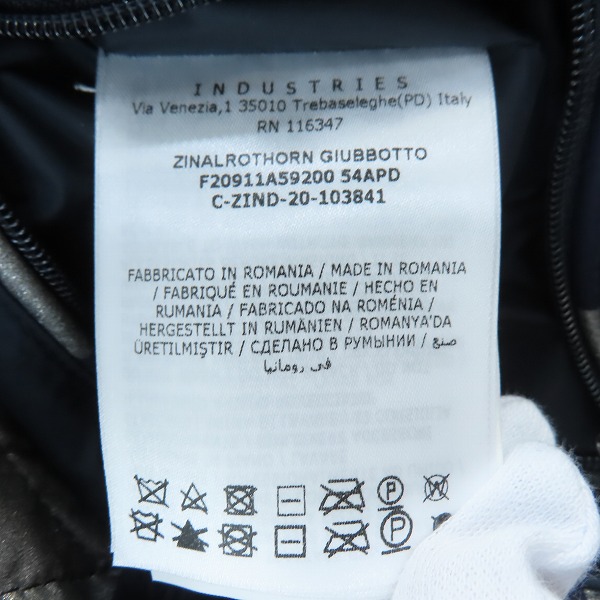 INDUSTRIES
Via Venezia,1 35010 Trebaseleghe(PD) Italy
RN 116347
ZINALROTHORN GIUBBOTTO
F20911A59200 54APD
C-ZIND-20-103841
FABBRICATO IN ROMANIA / MADE IN ROMANIA
/ FABRIQUÉ EN ROUMANIE / HECHO EN
RUMANIA / FABRICADO NA ROMÉNIA /
HERGESTELLT IN RUMÄNIEN / ROMANYA'DA
ÜRETILMIŞTIR / СДЕЛАНО В РУМЫНИИ / صنع
في رومانيا
P W
P